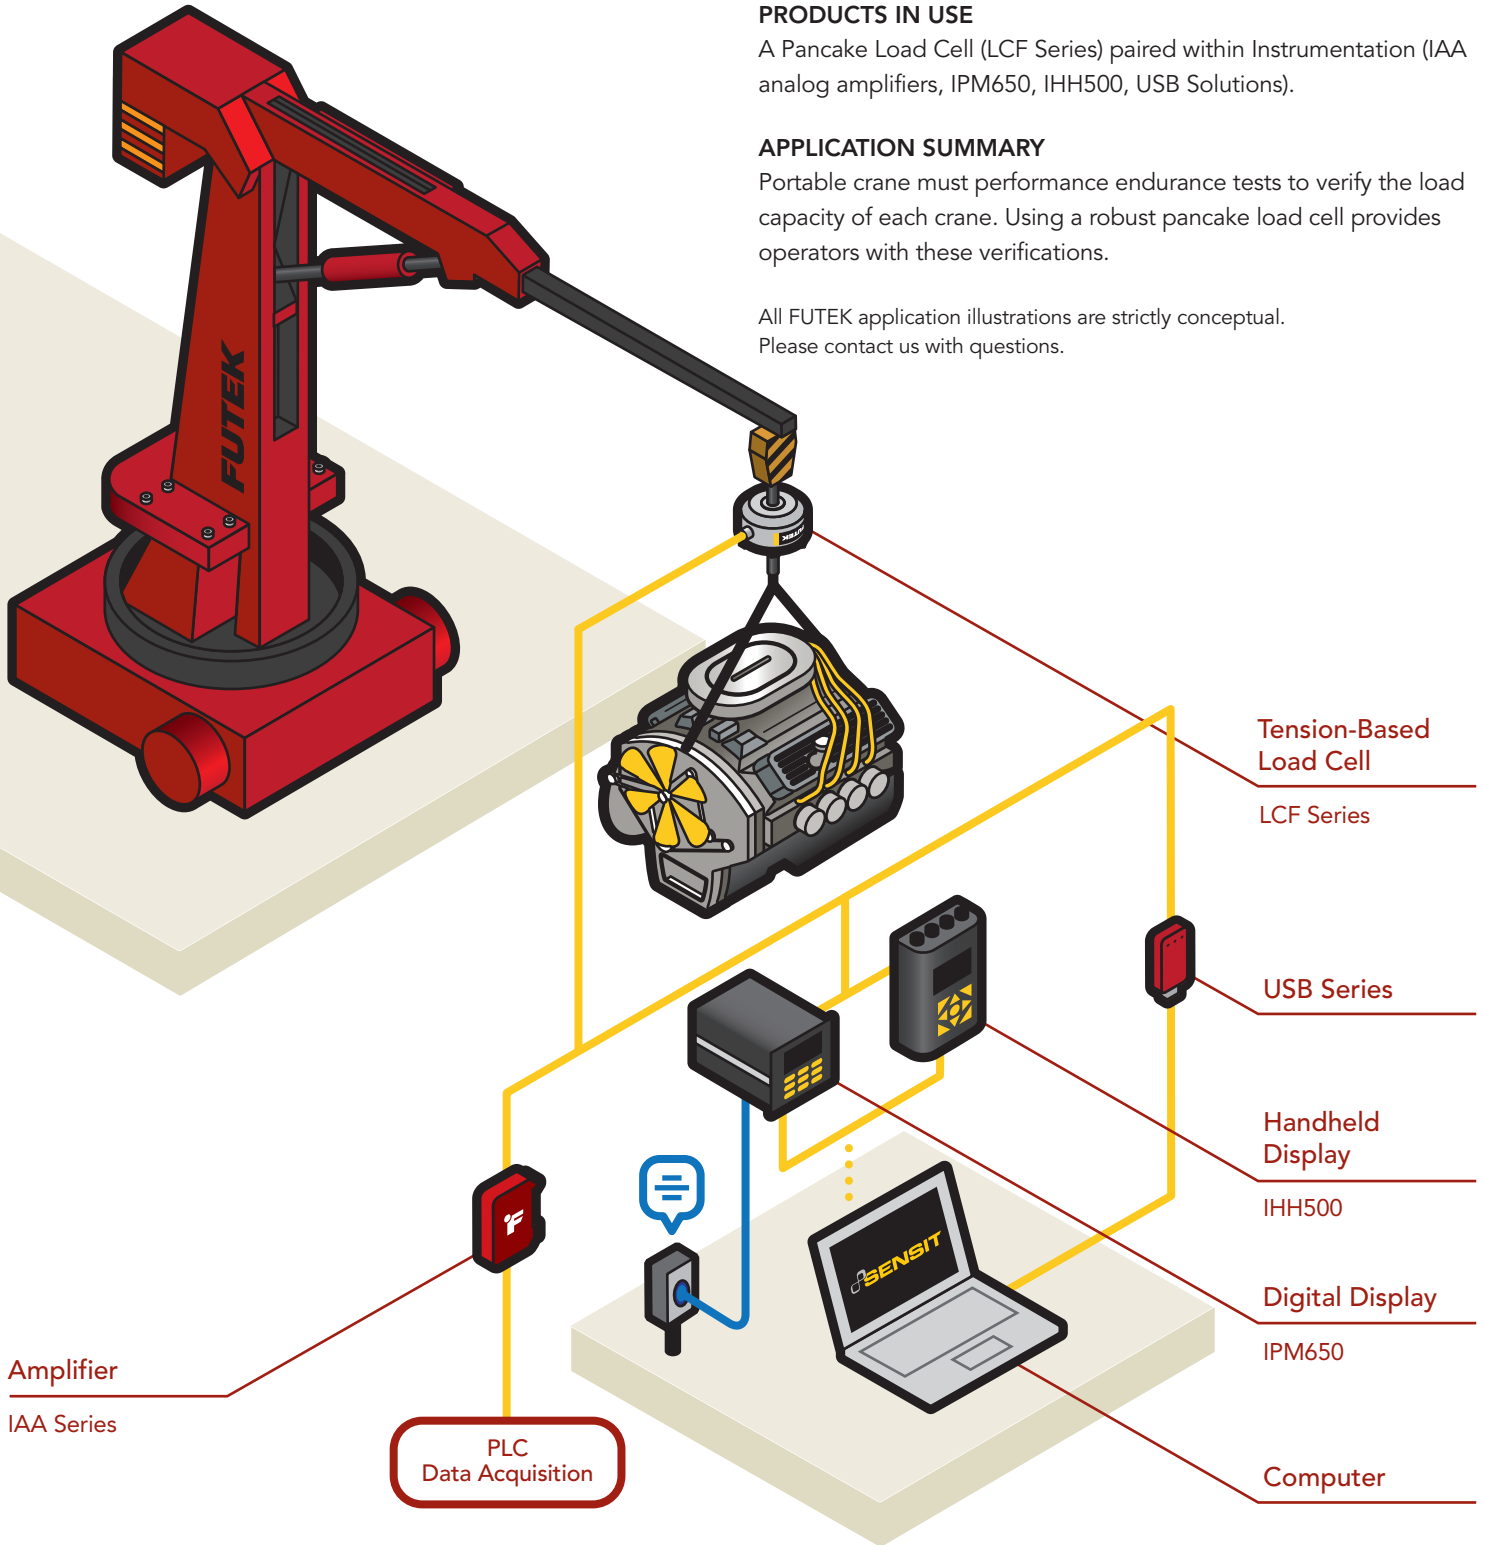 PRODUCTS IN USE
A Pancake Load Cell (LCF Series) paired within Instrumentation (IAA
analog amplifiers, IPM650, IHH500, USB Solutions).
APPLICATION SUMMARY
Portable crane must performance endurance tests to verify the load
capacity of each crane. Using a robust pancake load cell provides
operators with these verifications.
All FUTEK application illustrations are strictly conceptual.
Please contact us with questions.
FUTEK
FUTEK
Tension-Based
Load Cell
LCF Series
USB Series
Handheld
Display
IHH500
SENSIT
Digital Display
IPM650
Amplifier
IAA Series
PLC
Data Acquisition
Computer